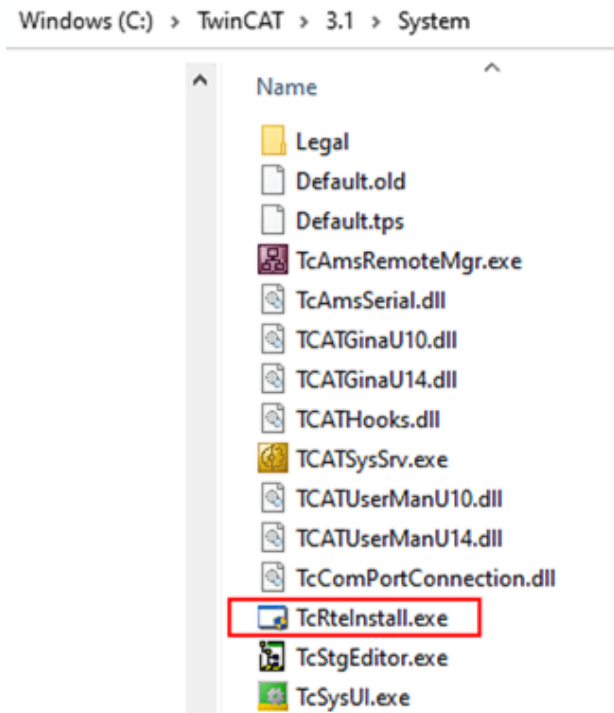 Windows (C:) > TwinCAT > 3.1 > System
Name
Legal
Default.old
Default.tps
TcAmsRemoteMgr.exe
TcAmsSerial.dll
TCATGinaU10.dll
TCATGinaU14.dll
TCATHooks.dll
TCATSysSrv.exe
TCATUserManU10.dll
TCATUserManU14.dll
TcComPortConnection.dll
TcRteInstall.exe
TcStgEditor.exe
TcSysUI.exe